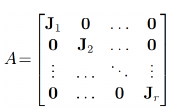 A = [ J₁ 0 … 0
0 J₂ … 0
⋮ … ⋱ ⋮
0 … 0 Jᵣ ]